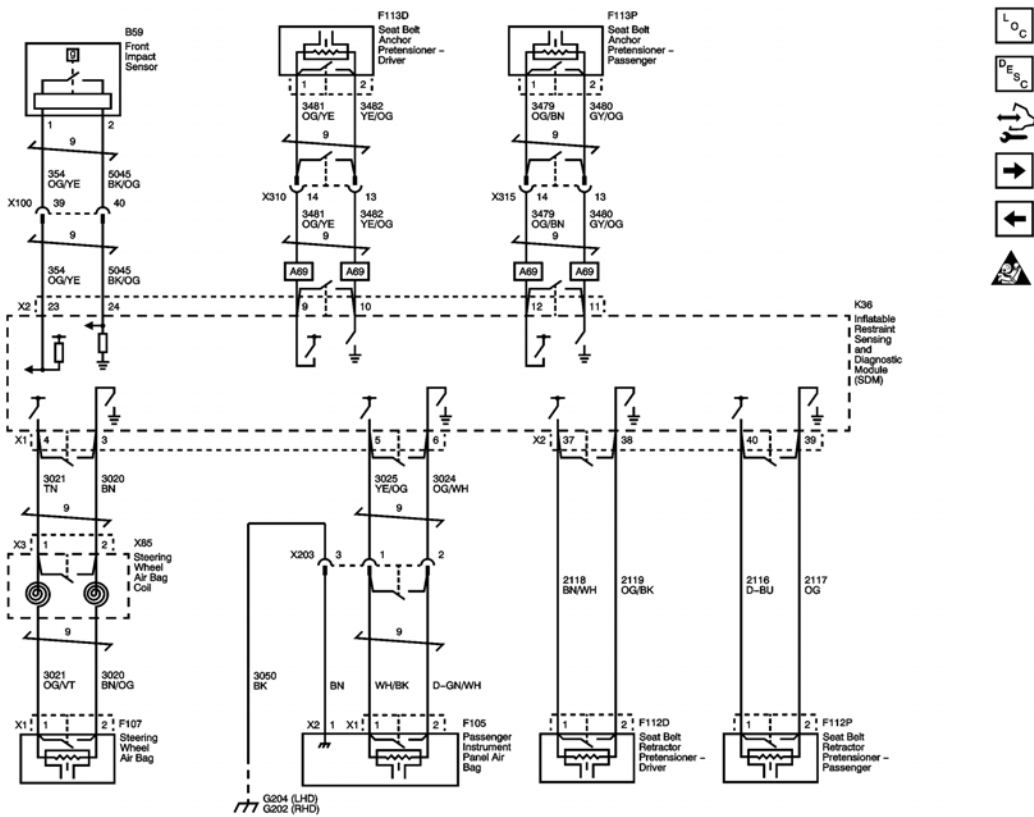 B59
Front
Impact
Sensor
g
1 2
9
354
OG/YE
5045
BK/OG
X100 39 40
9
354
OG/YE
5045
BK/OG
X2 23 24
F113D
Seat Belt
Anchor
Pretensioner –
Driver
1 2
3481
OG/YE
3482
YE/OG
9
X310 14 13
3481
OG/YE
3482
YE/OG
9
A69 A69
9 10
F113P
Seat Belt
Anchor
Pretensioner –
Passenger
1 2
3479
OG/BN
3480
GY/OG
9
X315 14 13
3479
OG/BN
3480
GY/OG
9
A69 A69
12 11
LOC
DESC
K36
Inflatable
Restraint
Sensing
and
Diagnostic
Module
(SDM)
X1 4 3
3021
TN
3020
BN
9
X3 1 2 X85
Steering
Wheel
Air Bag
Coil
9
3021
OG/VT
3020
BN/OG
X1 1 2 F107
Steering
Wheel
Air Bag
5 6
3025
YE/OG
3024
OG/WH
9
X203 3 1 2
9
3050
BK
BN WH/BK D–GN/WH
X2 1 X1 1 2 F105
Passenger
Instrument
Panel Air
Bag
G204 (LHD)
G202 (RHD)
X2 37 38
2118
BN/WH
2119
OG/BK
1 2 F112D
Seat Belt
Retractor
Pretensioner –
Driver
40 39
2116
D–BU
2117
OG
1 2 F112P
Seat Belt
Retractor
Pretensioner –
Passenger